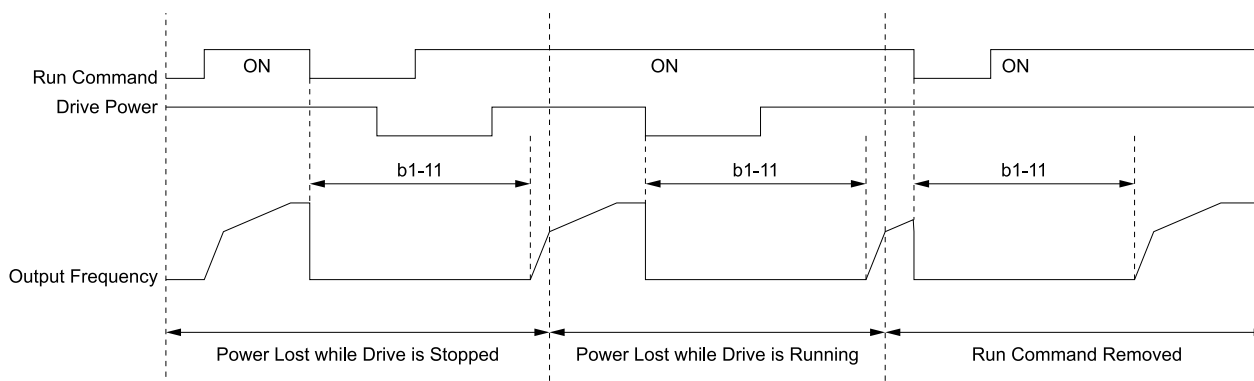 Run Command
ON
ON
ON
Drive Power
b1-11
b1-11
b1-11
Output Frequency
Power Lost while Drive is Stopped
Power Lost while Drive is Running
Run Command Removed